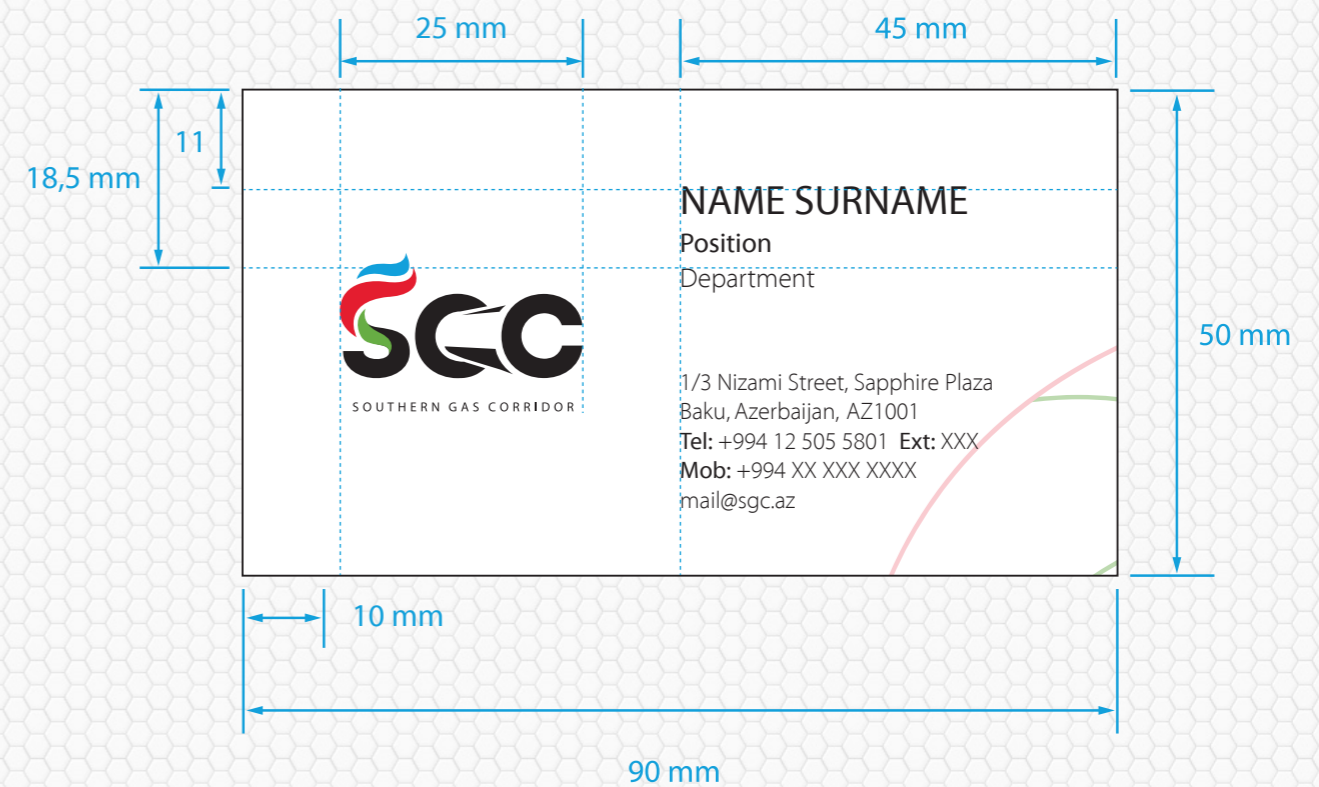 25 mm
45 mm
11
18,5 mm
NAME SURNAME
Position
Department
SGC
SOUTHERN GAS CORRIDOR
50 mm
1/3 Nizami Street, Sapphire Plaza
Baku, Azerbaijan, AZ1001
Tel: +994 12 505 5801 Ext: XXX
Mob: +994 XX XXX XXXX
mail@sgc.az
10 mm
90 mm